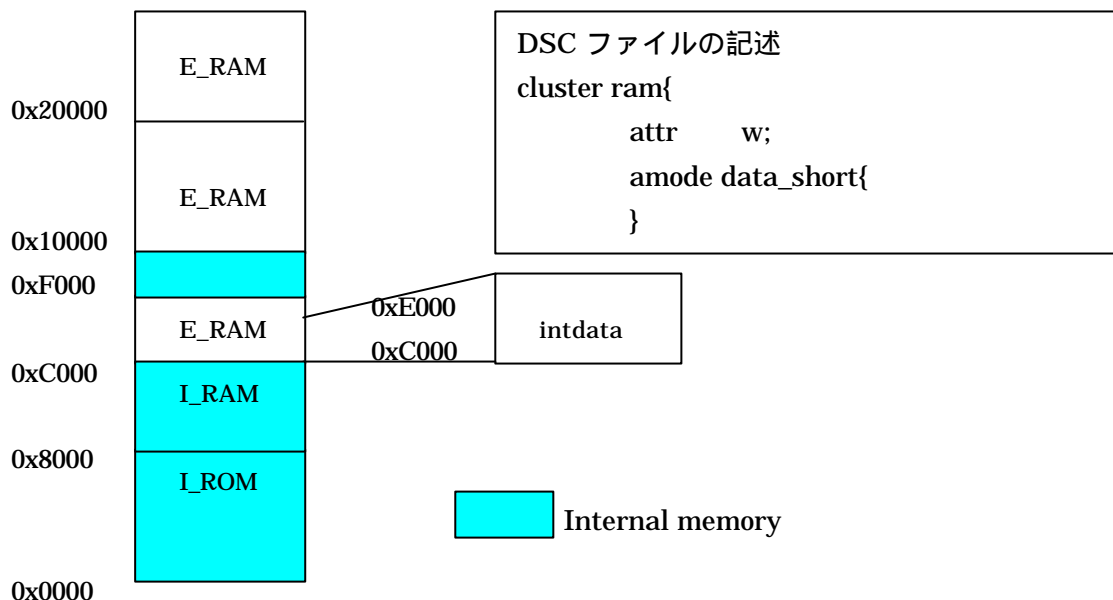 E_RAM
0x20000
E_RAM
0x10000
0xF000
E_RAM
0xC000
I_RAM
0x8000
I_ROM
0x0000
DSC ファイルの記述
cluster ram{
attr w;
amode data_short{
}
0xE000
0xC000
intdata
Internal memory